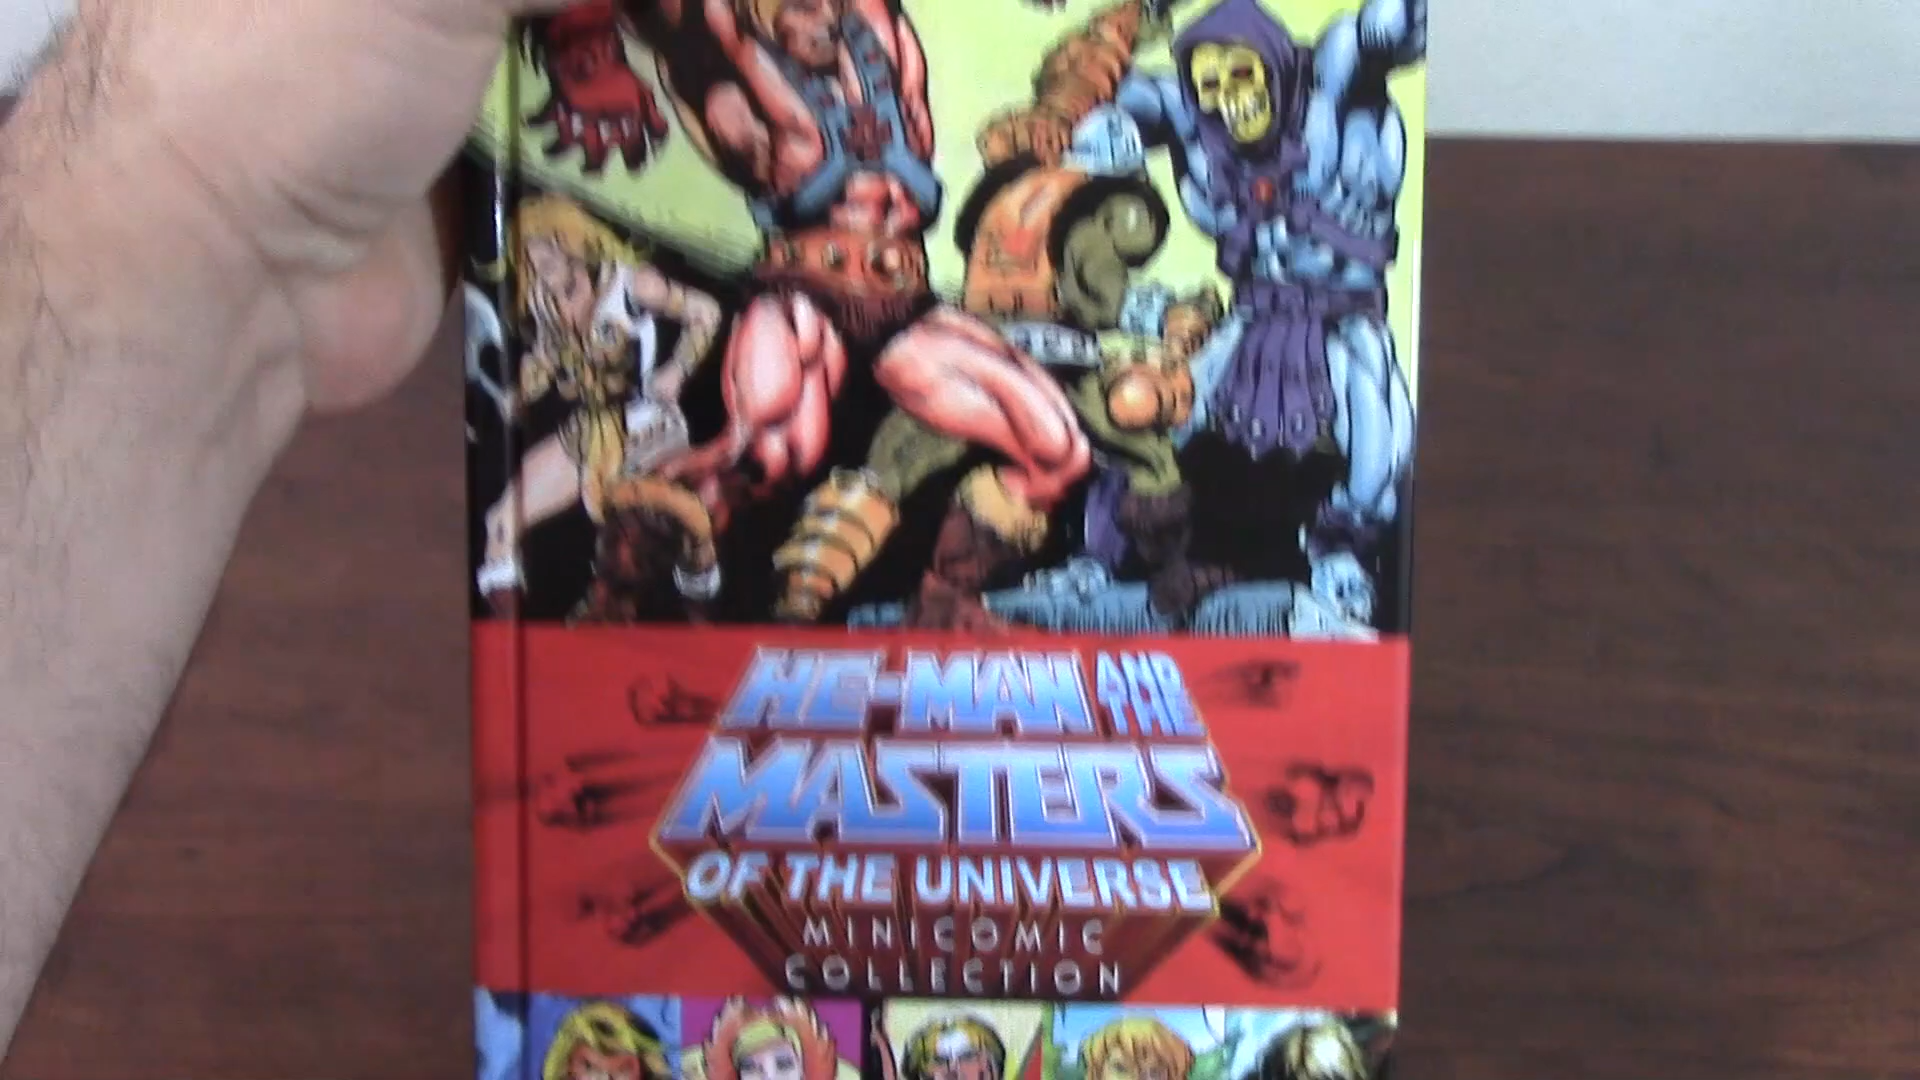 HE-MAN AND THE
MASTERS
OF THE UNIVERSE
MINICOMIC
COLLECTION